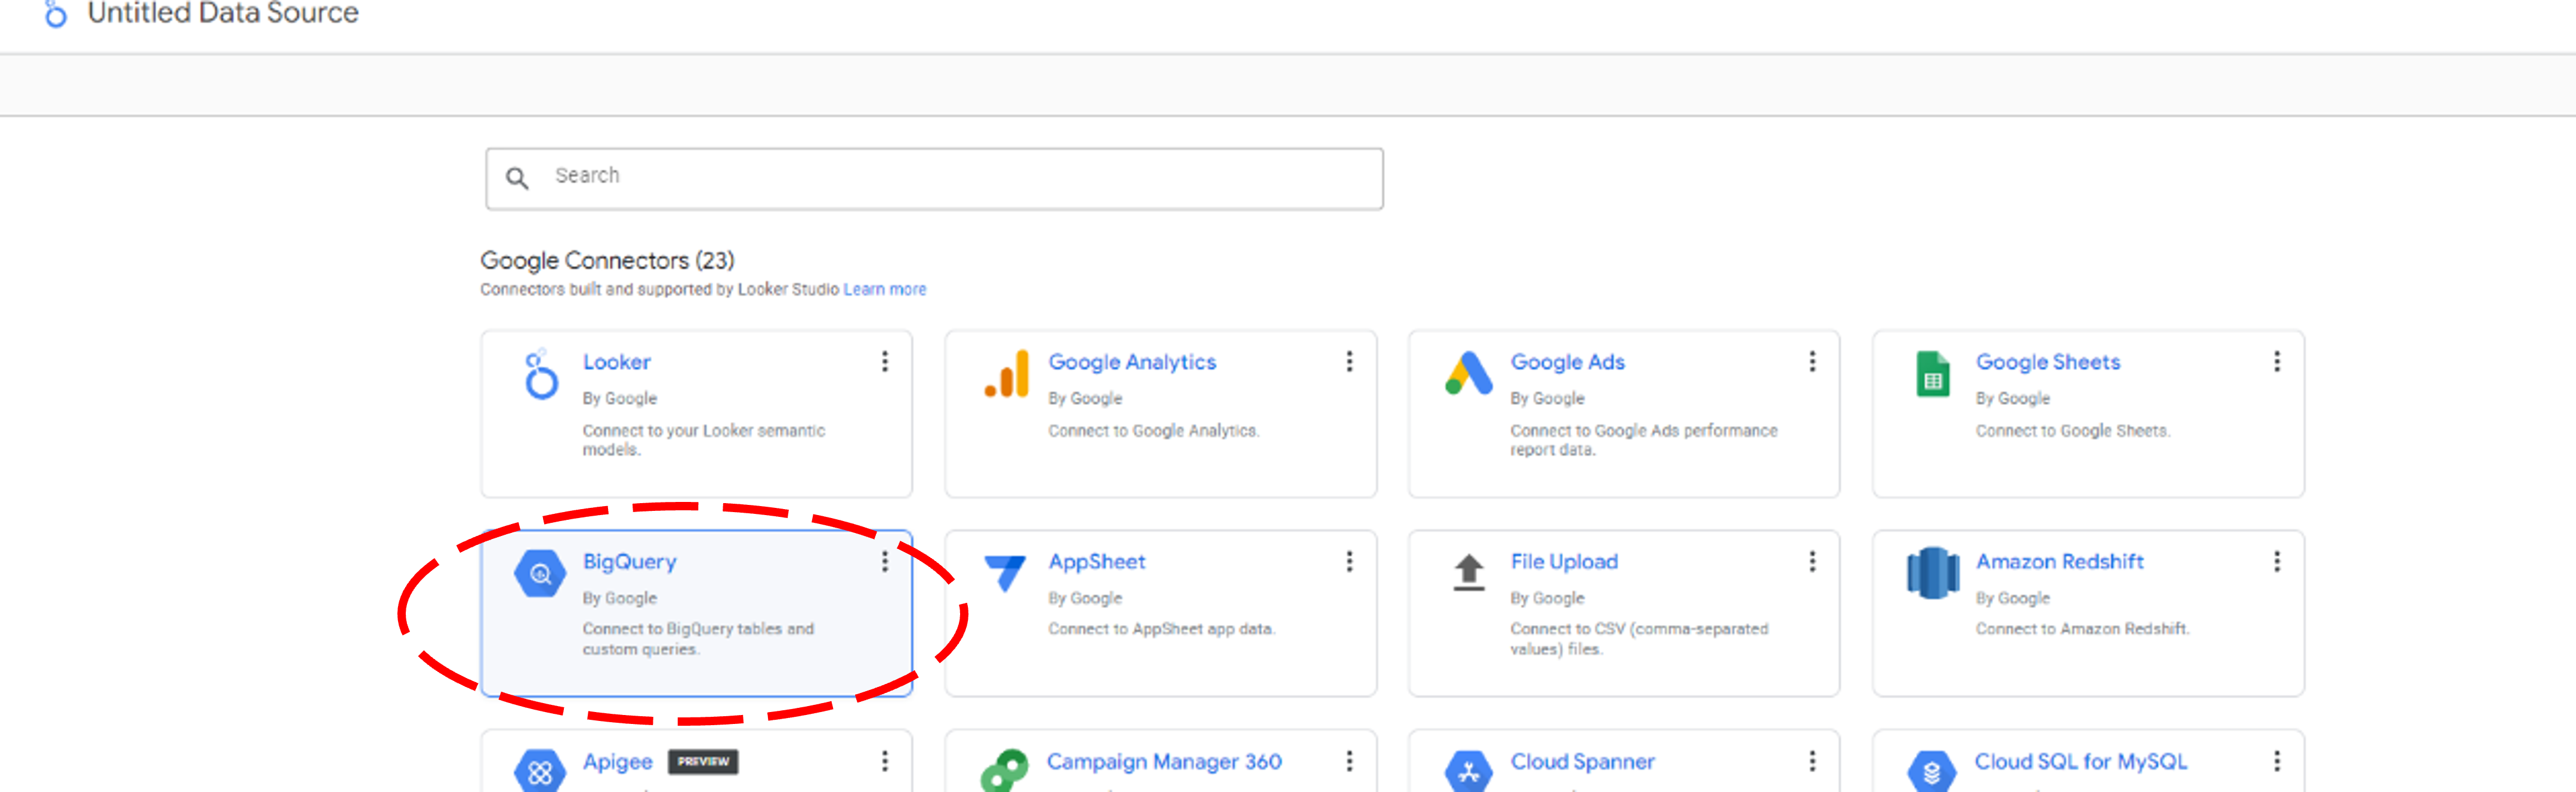 Untitled Data Source
Search
Google Connectors (23)
Connectors built and supported by Looker Studio Learn more
Looker
By Google
Connect to your Looker semantic
models.
Google Analytics
By Google
Connect to Google Analytics.
Google Ads
By Google
Connect to Google Ads performance
report data.
Google Sheets
By Google
Connect to Google Sheets.
BigQuery
By Google
Connect to BigQuery tables and
custom queries.
AppSheet
By Google
Connect to AppSheet app data.
File Upload
By Google
Connect to CSV (comma-separated
values) files.
Amazon Redshift
By Google
Connect to Amazon Redshift.
Apigee PREVIEW
Campaign Manager 360
Cloud Spanner
Cloud SQL for MySQL